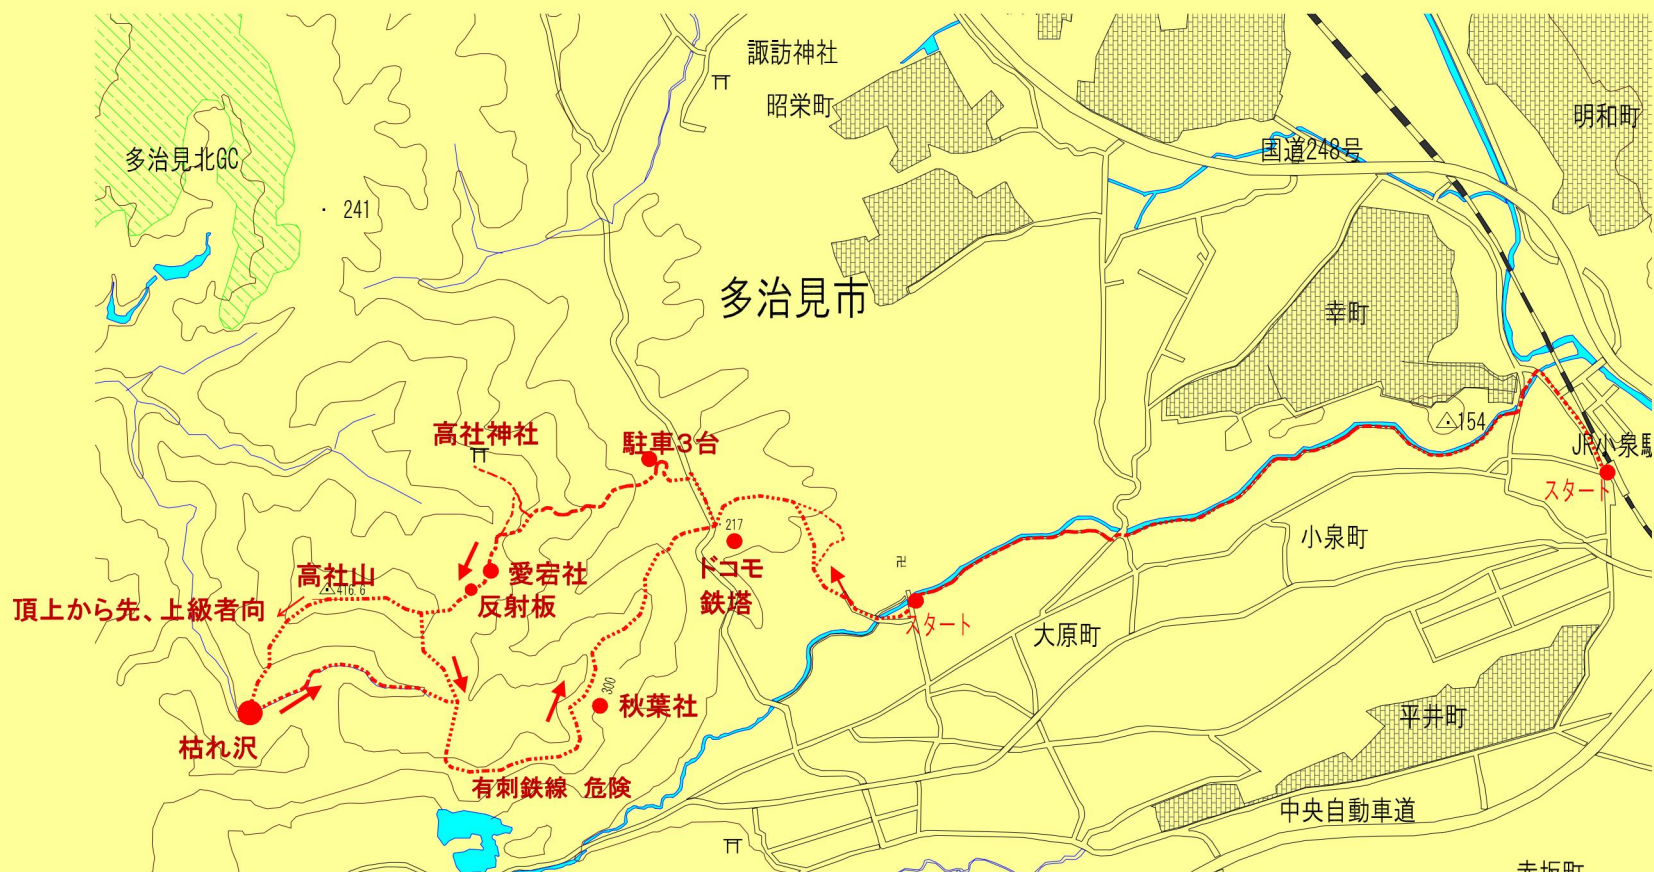 諏訪神社
昭栄町
明和町
多治見北GC
国道248号
241
多治見市
幸町
154
高社神社
駐車3台
JR小泉駅
スタート
217
小泉町
ドコモ
鉄塔
愛宕社
高社山
416.6
反射板
頂上から先、上級者向
スタート
大原町
300
秋葉社
平井町
枯れ沢
有刺鉄線 危険
中央自動車道
赤坂町